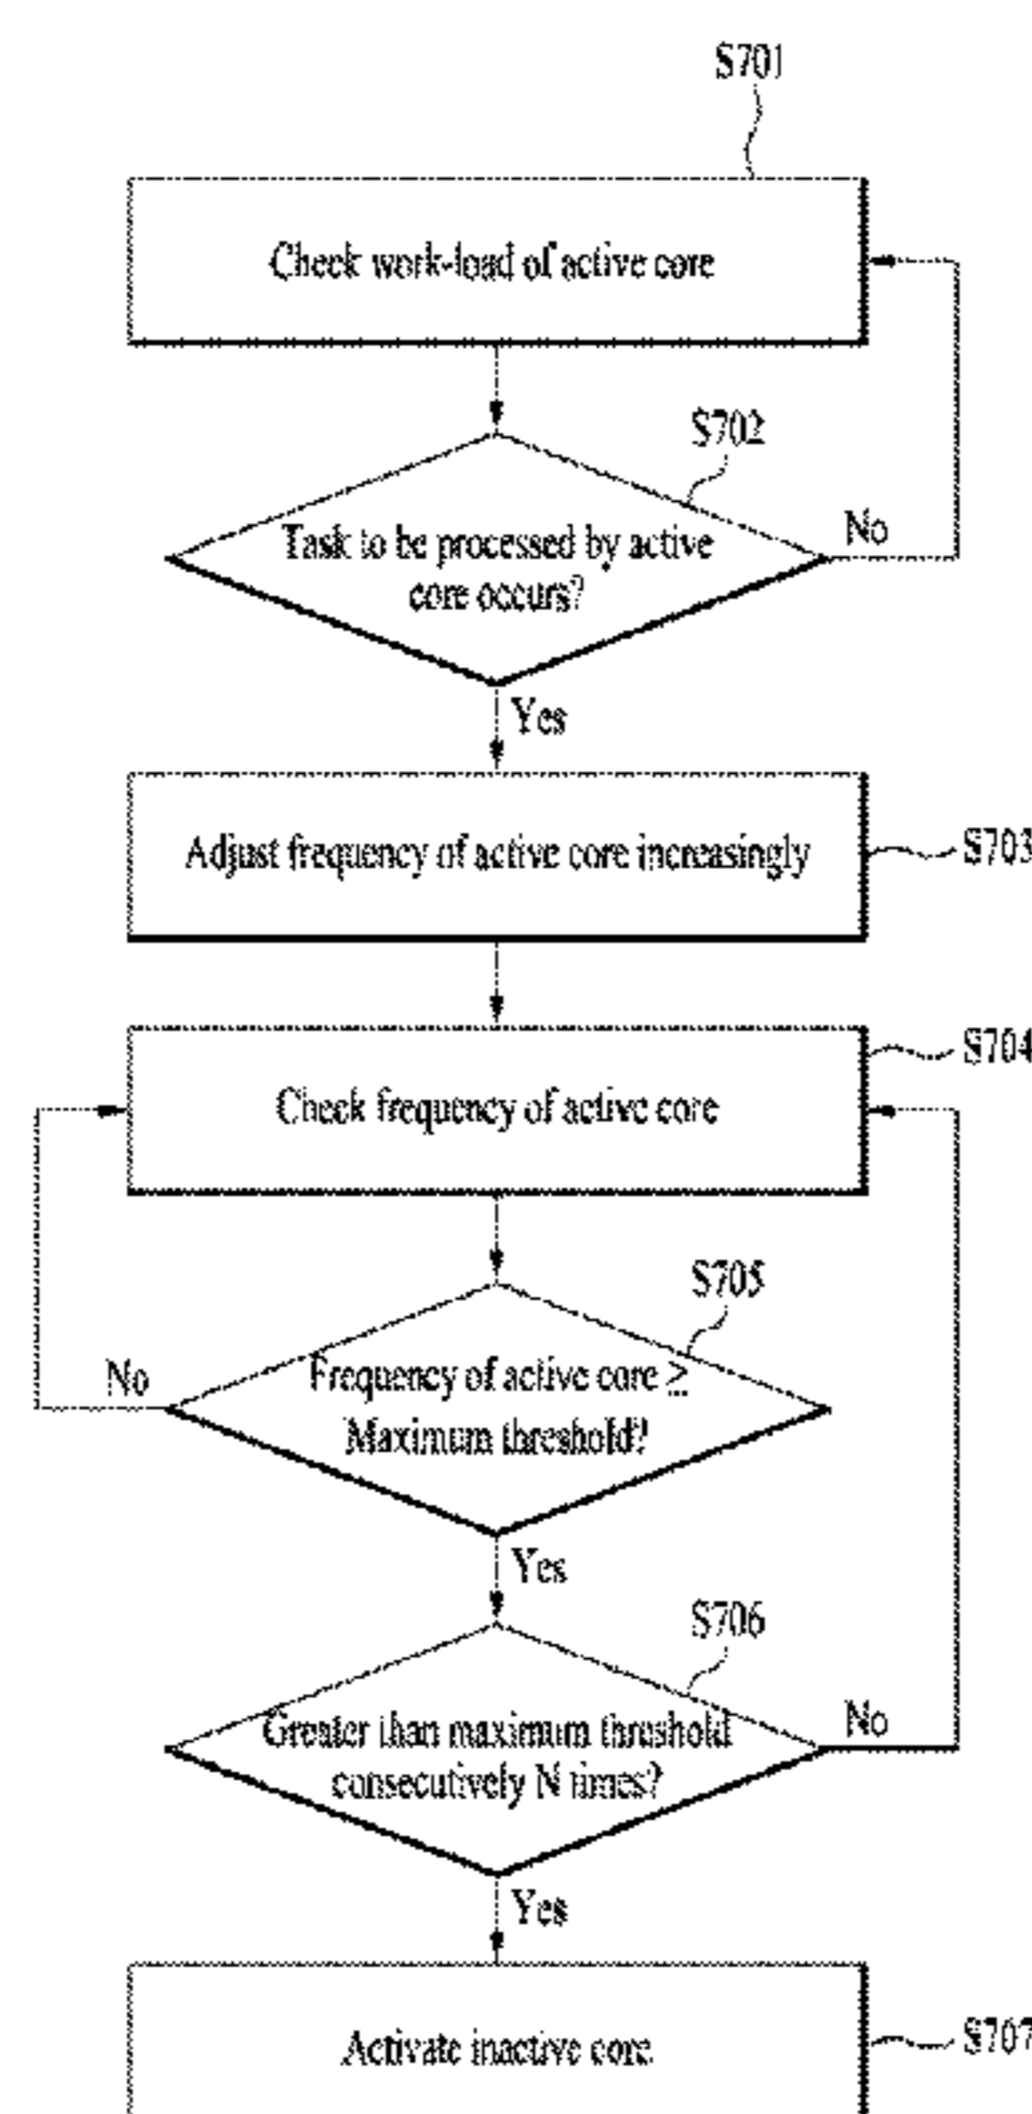 S701
Check work-load of active core
S702
Task to be processed by active
core occurs?
No
Yes
Adjust frequency of active core increasingly
S703
S704
Check frequency of active core
S705
Frequency of active core ≥
Maximum threshold?
No
Yes
S706
Greater than maximum threshold
consecutively N times?
No
Yes
Activate inactive core
S707